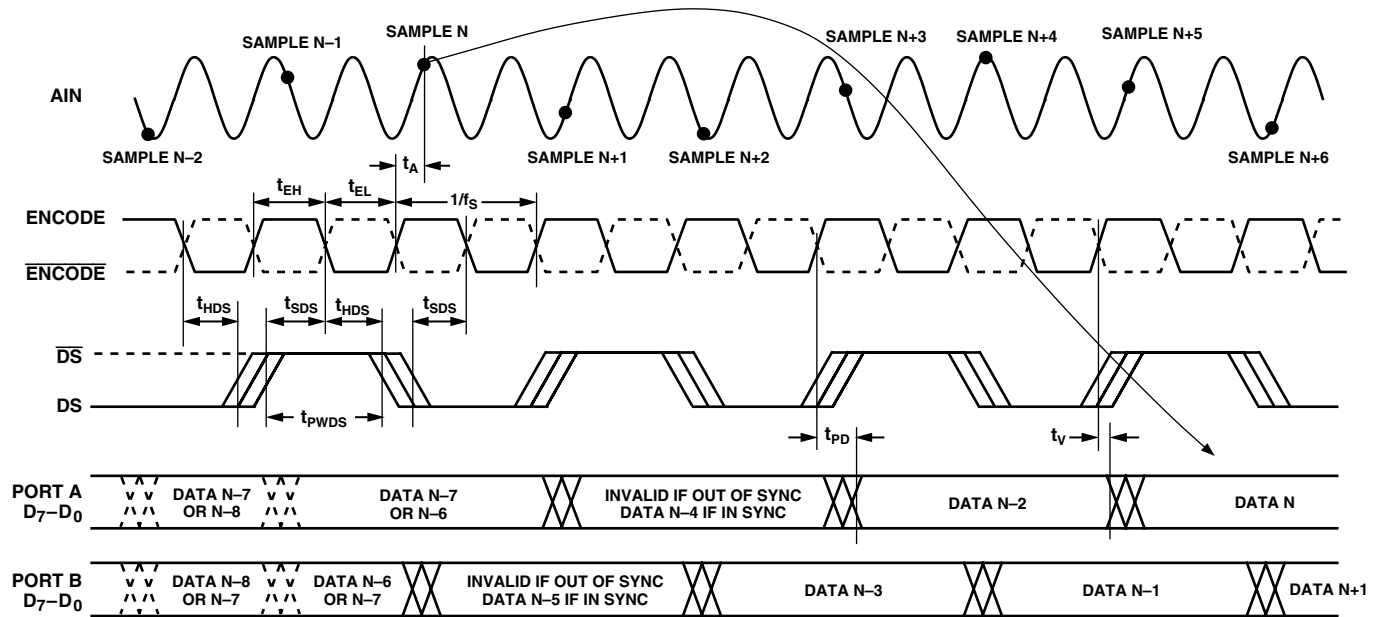 SAMPLE N–1
SAMPLE N
SAMPLE N+3
SAMPLE N+4
SAMPLE N+5
AIN
SAMPLE N–2
SAMPLE N+1
SAMPLE N+2
SAMPLE N+6
tA
tEH
tEL
1/fS
ENCODE
ENCODE
tHDS
tSDS
tHDS
tSDS
DS
DS
tPWDS
tPD
tV
PORT A
D7–D0
DATA N–7
OR N–8
DATA N–7
OR N–6
INVALID IF OUT OF SYNC
DATA N–4 IF IN SYNC
DATA N–2
DATA N
PORT B
D7–D0
DATA N–8
OR N–7
DATA N–6
OR N–7
INVALID IF OUT OF SYNC
DATA N–5 IF IN SYNC
DATA N–3
DATA N–1
DATA N+1